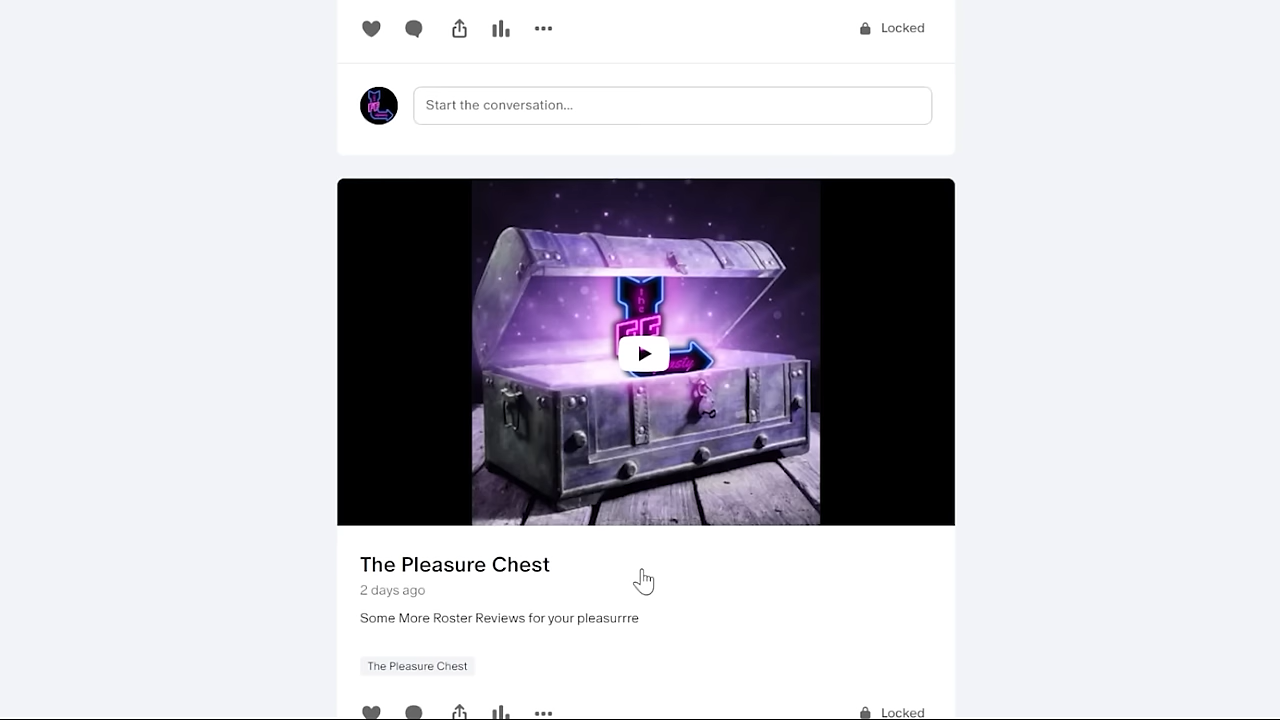 Locked
Start the conversation...
the
The Pleasure Chest
2 days ago
Some More Roster Reviews for your pleasurrre
The Pleasure Chest
Locked